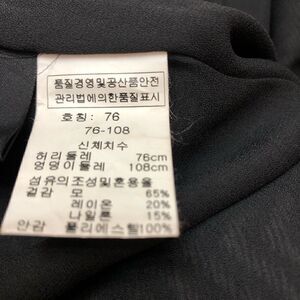 품질경영및공산품안전
관리법에의한품질표시
호칭: 76
76-108
신체치수
허리둘레 76cm
엉덩이둘레 108cm
섬유의조성및혼용율
겉감 모 65%
레이온 20%
나일론 15%
안감 폴리에스텔100%